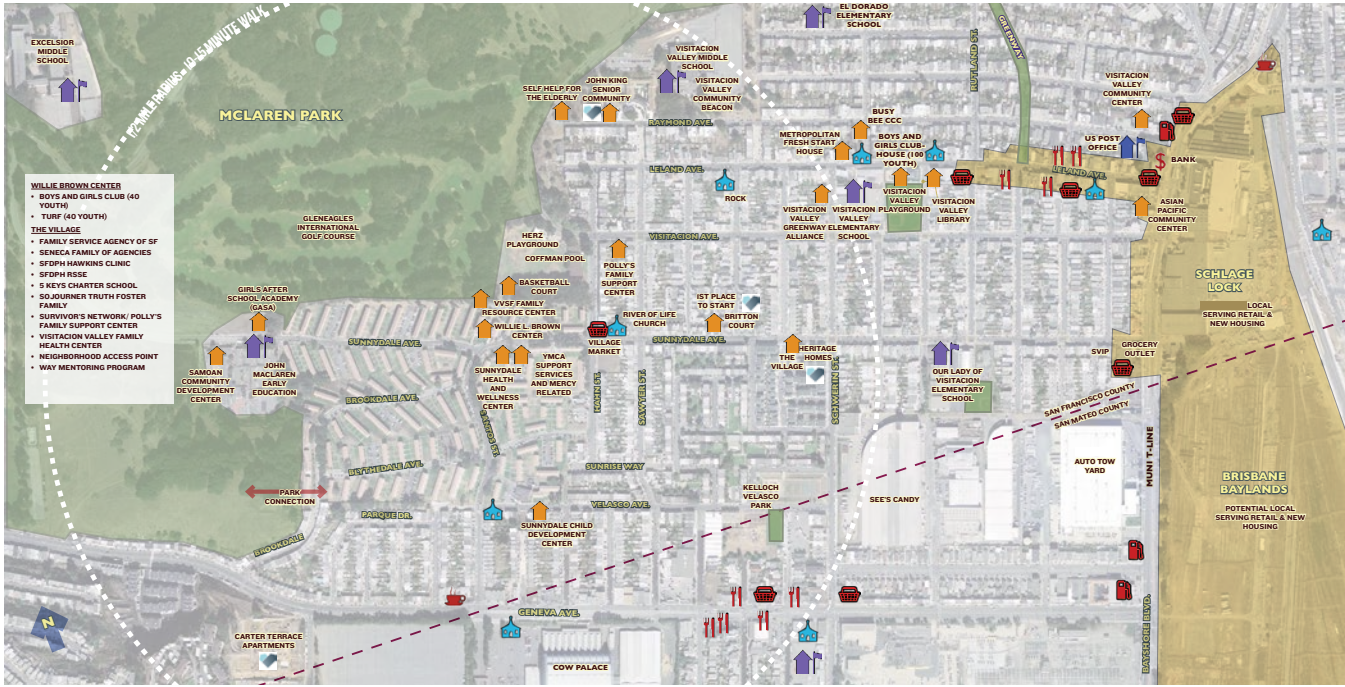 EL DORADO
ELEMENTARY
SCHOOL
EXCELSIOR
MIDDLE
SCHOOL
1/2 MILE RADIUS, 10-15 MINUTE WALK
GREENWAY
RUTLAND ST.
VISITACION
VALLEY MIDDLE
SCHOOL
VISITACION
VALLEY
COMMUNITY
BEACON
JOHN KING
SENIOR
COMMUNITY
SELF HELP FOR
THE ELDERLY
MCLAREN PARK
RAYMOND AVE.
VISITACION
VALLEY
COMMUNITY
CENTER
BUSY
BEE CCC
METROPOLITAN
FRESH START
HOUSE
BOYS AND
GIRLS CLUB-
HOUSE (100
YOUTH)
US POST
OFFICE
$ BANK
LELAND AVE.
LELAND AVE.
ROCK
WILLIE BROWN CENTER
• BOYS AND GIRLS CLUB (40
YOUTH)
• TURF (40 YOUTH)
THE VILLAGE
• FAMILY SERVICE AGENCY OF SF
• SENECA FAMILY OF AGENCIES
• SFDPH HAWKINS CLINIC
• SFDPH RSSE
• 5 KEYS CHARTER SCHOOL
• SOJOURNER TRUTH FOSTER
FAMILY
• SURVIVOR'S NETWORK/ POLLY'S
FAMILY SUPPORT CENTER
• VISITACION VALLEY FAMILY
HEALTH CENTER
• NEIGHBORHOOD ACCESS POINT
• WAY MENTORING PROGRAM
GLENEAGLES
INTERNATIONAL
GOLF COURSE
VISITACION
VALLEY
GREENWAY
ALLIANCE
VISITACION
VALLEY
ELEMENTARY
SCHOOL
VISITACION
VALLEY
PLAYGROUND
VISITACION
VALLEY
LIBRARY
ASIAN
PACIFIC
COMMUNITY
CENTER
HERZ
PLAYGROUND
COFFMAN POOL
VISITACION AVE.
POLLY'S
FAMILY
SUPPORT
CENTER
BASKETBALL
COURT
VVSF FAMILY
RESOURCE CENTER
WILLIE L. BROWN
CENTER
GIRLS AFTER
SCHOOL ACADEMY
(GASA)
SCHLAGE
LOCK
LOCAL
SERVING RETAIL &
NEW HOUSING
1ST PLACE
TO START
BRITTON
COURT
RIVER OF LIFE
CHURCH
VILLAGE
MARKET
SUNNYDALE AVE.
SUNNYDALE AVE.
SAMOAN
COMMUNITY
DEVELOPMENT
CENTER
JOHN
MACLAREN
EARLY
EDUCATION
SUNNYDALE
HEALTH
AND
WELLNESS
CENTER
YMCA
SUPPORT
SERVICES
AND MERCY
RELATED
HERITAGE
HOMES
THE
VILLAGE
SVIP
GROCERY
OUTLET
OUR LADY OF
VISITACION
ELEMENTARY
SCHOOL
SAN FRANCISCO COUNTY
SAN MATEO COUNTY
HAHN ST.
SAWYER ST.
SCHWERIN ST.
BROOKDALE AVE.
SANTOS ST.
BLYTHEDALE AVE.
SUNRISE WAY
AUTO TOW
YARD
MUNI T-LINE
BRISBANE
BAYLANDS
POTENTIAL LOCAL
SERVING RETAIL & NEW
HOUSING
PARK
CONNECTION
PARQUE DR.
VELASCO AVE.
KELLOCH
VELASCO
PARK
SEE'S CANDY
SUNNYDALE CHILD
DEVELOPMENT
CENTER
BROOKDALE
GENEVA AVE.
BAYSHORE BLVD.
N
CARTER TERRACE
APARTMENTS
COW PALACE